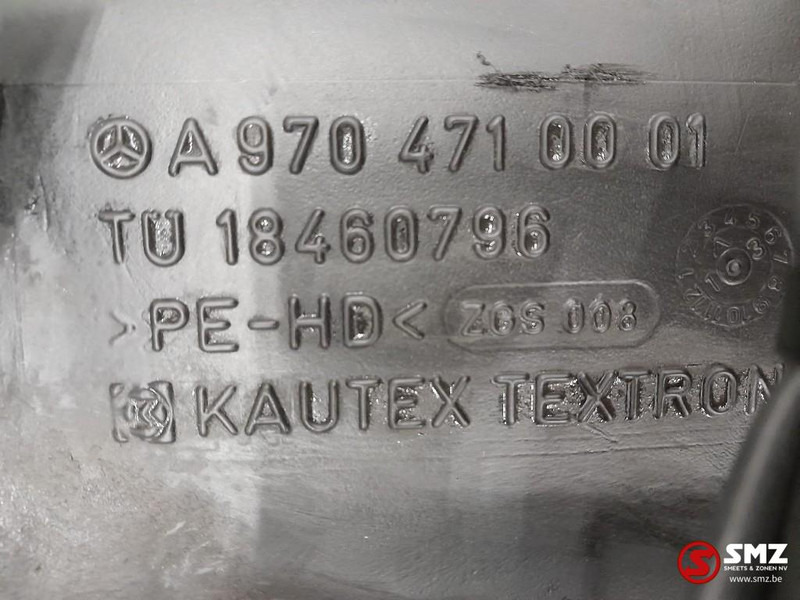 A 970 471 00 01
TU 18460796
>PE-HD< ZGS 008
KAUTEX TEXTRON
SMZ
SMEETS & ZONEN NV
www.smz.be